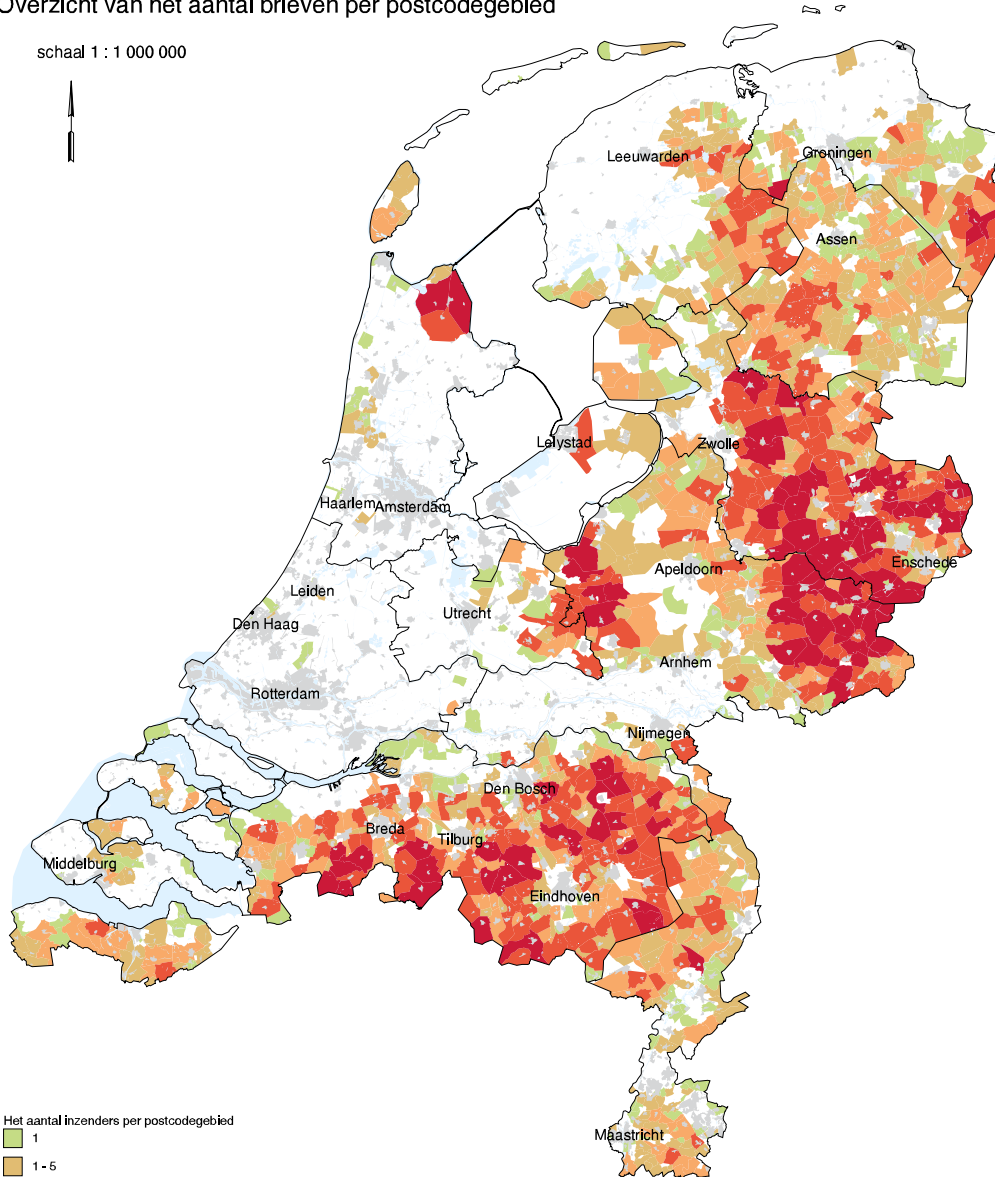 Overzicht van het aantal brieven per postcodegebied
schaal 1 : 1 000 000
Leeuwarden
Groningen
Assen
Lelystad
Zwolle
Haarlem
Amsterdam
Enschede
Apeldoorn
Leiden
Utrecht
Den Haag
Arnhem
Rotterdam
Nijmegen
Den Bosch
Breda
Tilburg
Middelburg
Eindhoven
Maastricht
Het aantal inzenders per postcodegebied
1
1 - 5